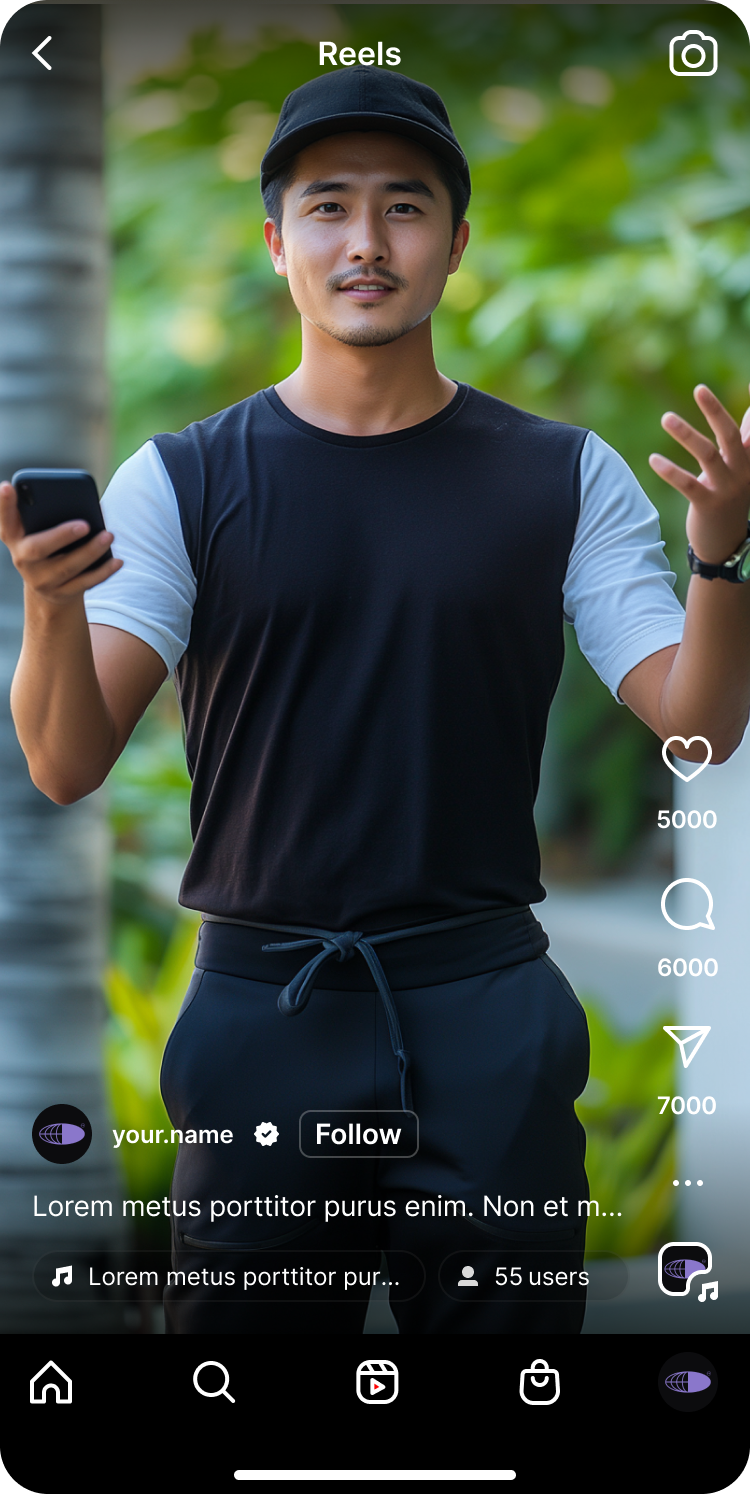 Reels
5000
6000
7000
your.name
Follow
Lorem metus porttitor purus enim. Non et m...
Lorem metus porttitor pur...
55 users